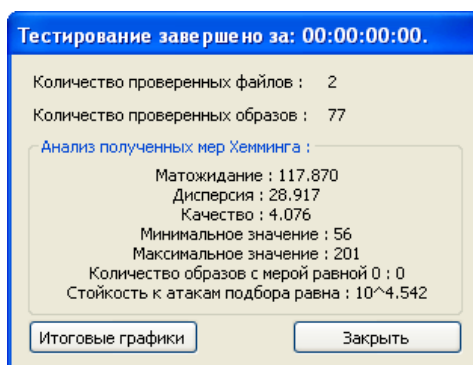 Тестирование завершено за: 00:00:00:00.
Количество проверенных файлов : 2
Количество проверенных образов : 77
Анализ полученных мер Хемминга :
Матожидание : 117.870
Дисперсия : 28.917
Качество : 4.076
Минимальное значение : 56
Максимальное значение : 201
Количество образов с мерой равной 0 : 0
Стойкость к атакам подбора равна : 10^4.542
Итоговые графики
Закрыть